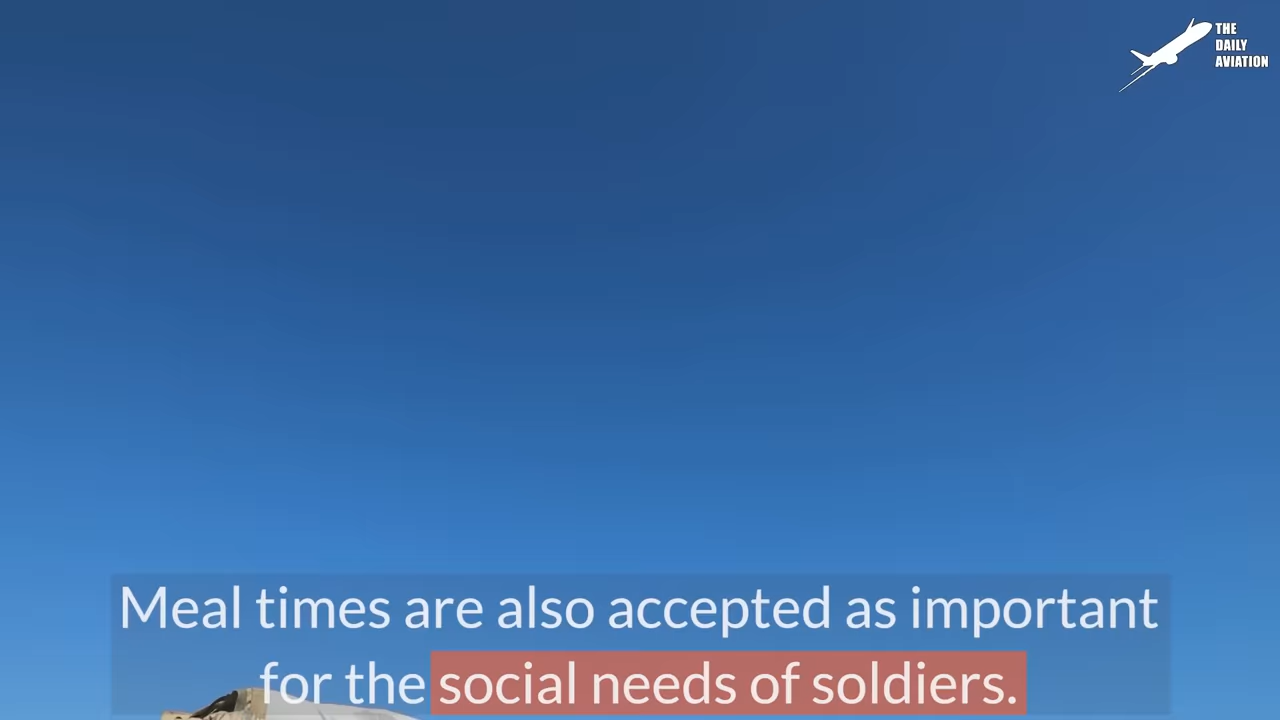 THE
DAILY
AVIATION
Meal times are also accepted as important
for the social needs of soldiers.